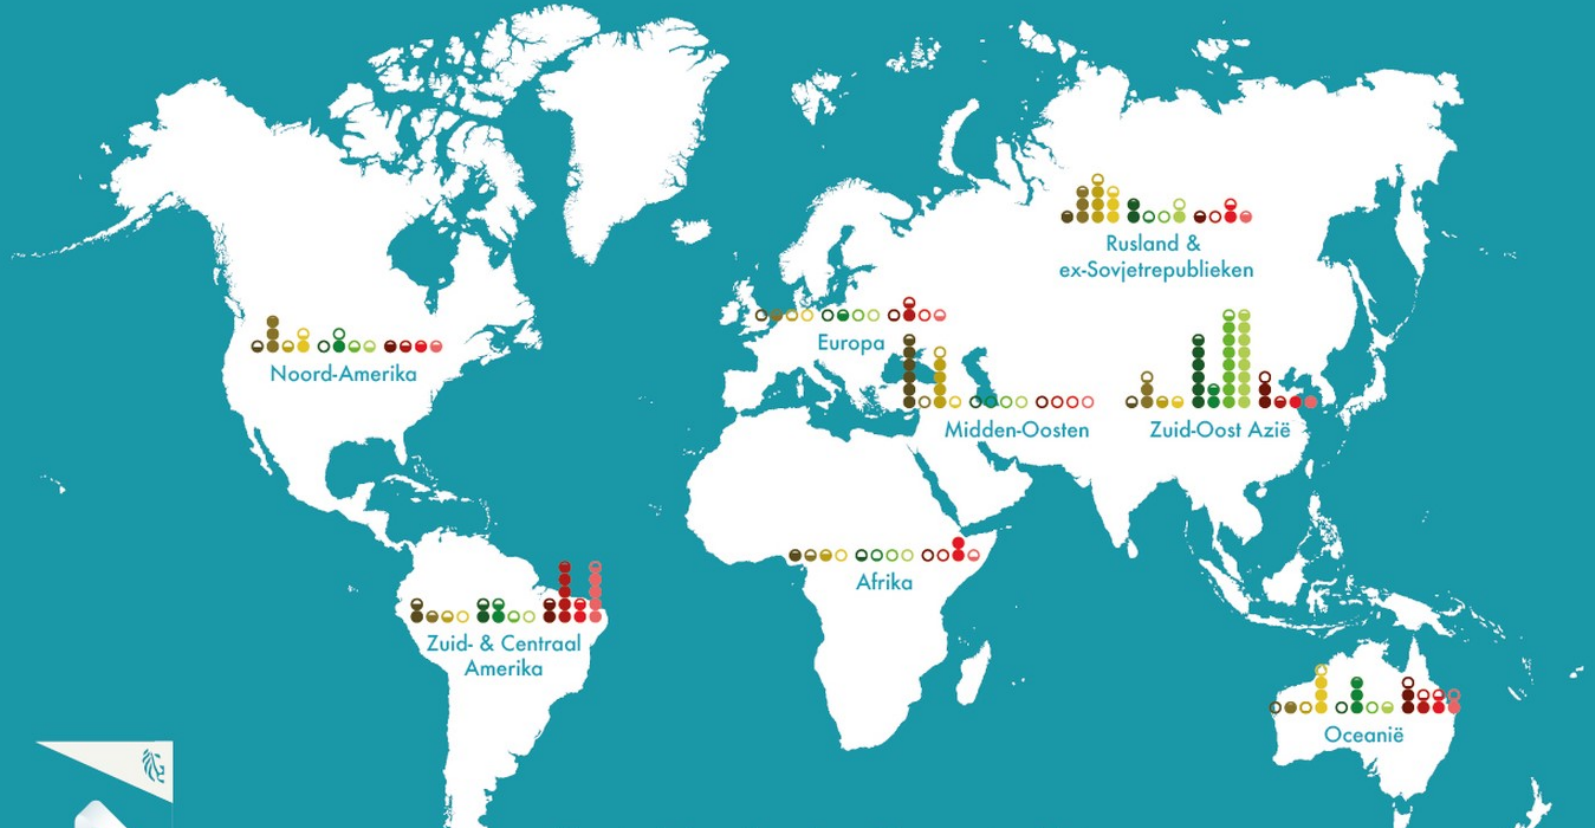 Rusland &
ex-Sovjetrepublieken
Europa
Noord-Amerika
Midden-Oosten
Zuid-Oost Azië
Afrika
Zuid- & Centraal
Amerika
Oceanië